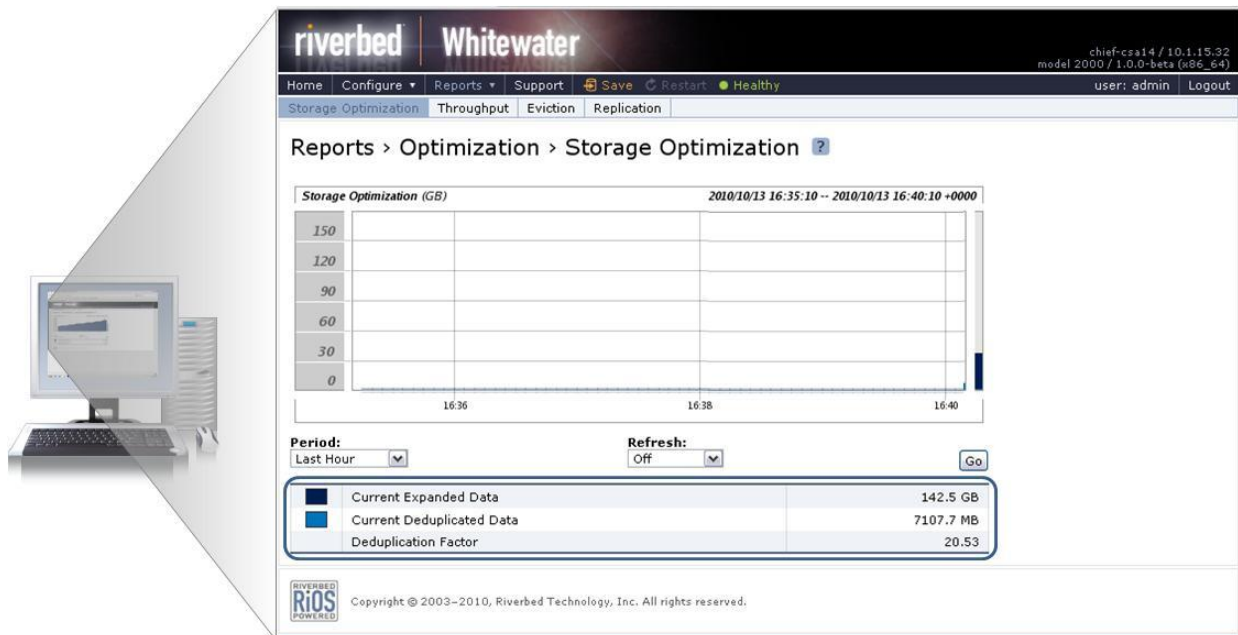 riverbed Whitewater
chief-csa14 / 10.1.15.32
model 2000 / 1.0.0-beta (x86_64)
Home Configure ▾ Reports ▾ Support Save Restart Healthy user: admin Logout
Storage Optimization Throughput Eviction Replication
Reports › Optimization › Storage Optimization ?
Storage Optimization (GB) 2010/10/13 16:35:10 -- 2010/10/13 16:40:10 +0000
150
120
90
60
30
0
16:36 16:38 16:40
Period: Refresh:
Last Hour Off Go
Current Expanded Data 142.5 GB
Current Deduplicated Data 7107.7 MB
Deduplication Factor 20.53
RIVERBED
RiOS
POWERED
Copyright © 2003–2010, Riverbed Technology, Inc. All rights reserved.